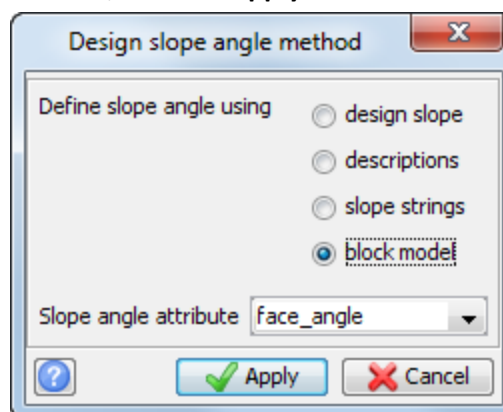 Design slope angle method
Define slope angle using
design slope
descriptions
slope strings
block model
Slope angle attribute face_angle
Apply Cancel